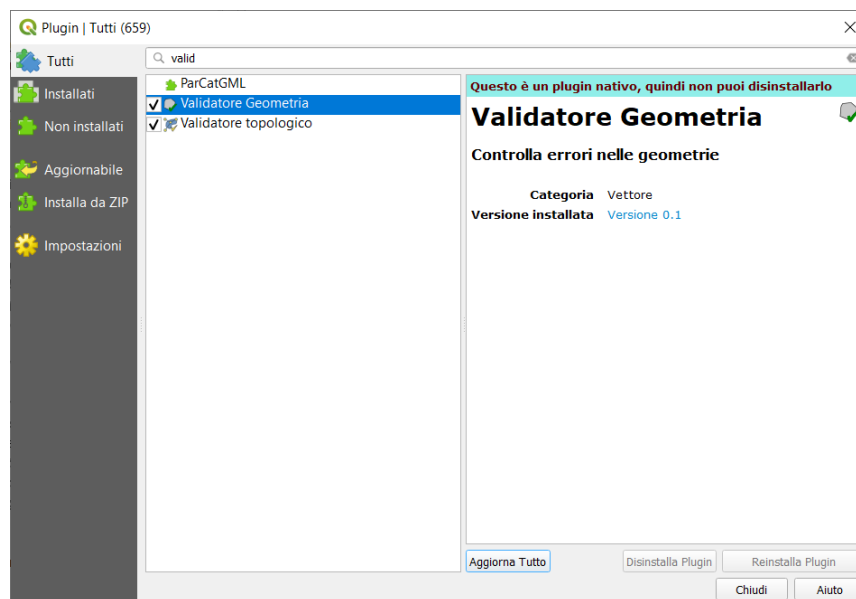 Plugin | Tutti (659)
Tutti
Installati
Non installati
Aggiornabile
Installa da ZIP
Impostazioni
valid
ParCatGML
Validatore Geometria
Validatore topologico
Questo è un plugin nativo, quindi non puoi disinstallarlo
Validatore Geometria
Controlla errori nelle geometrie
Categoria Vettore
Versione installata Versione 0.1
Aggiorna Tutto Disinstalla Plugin Reinstalla Plugin
Chiudi Aiuto